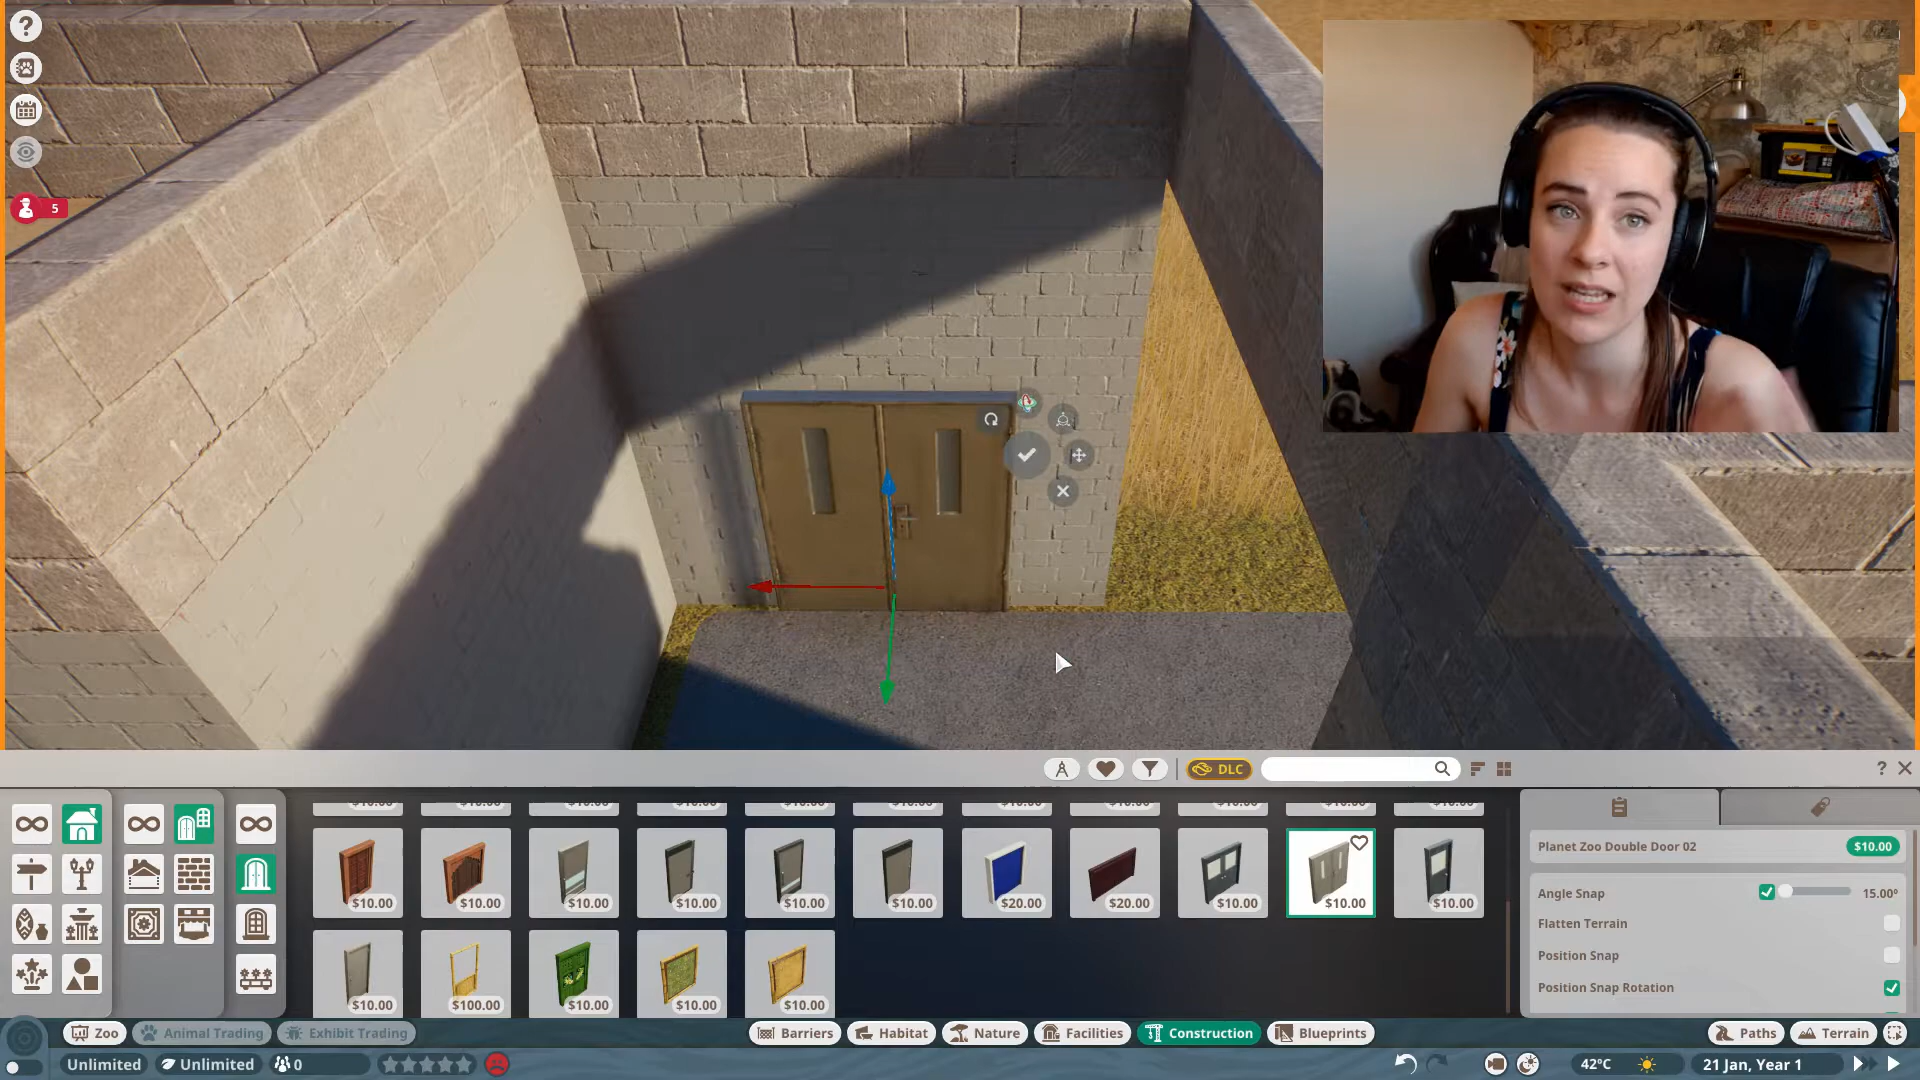 ?
5
DLC
?
$10.00 $10.00 $10.00 $10.00 $10.00 $10.00 $20.00 $20.00 $10.00 $10.00 $10.00
$10.00 $100.00 $10.00 $10.00 $10.00
Planet Zoo Double Door 02 $10.00
Angle Snap 15.00°
Flatten Terrain
Position Snap
Position Snap Rotation
Zoo Animal Trading Exhibit Trading Barriers Habitat Nature Facilities Construction Blueprints Paths Terrain
Unlimited Unlimited 0 42°C 21 Jan, Year 1